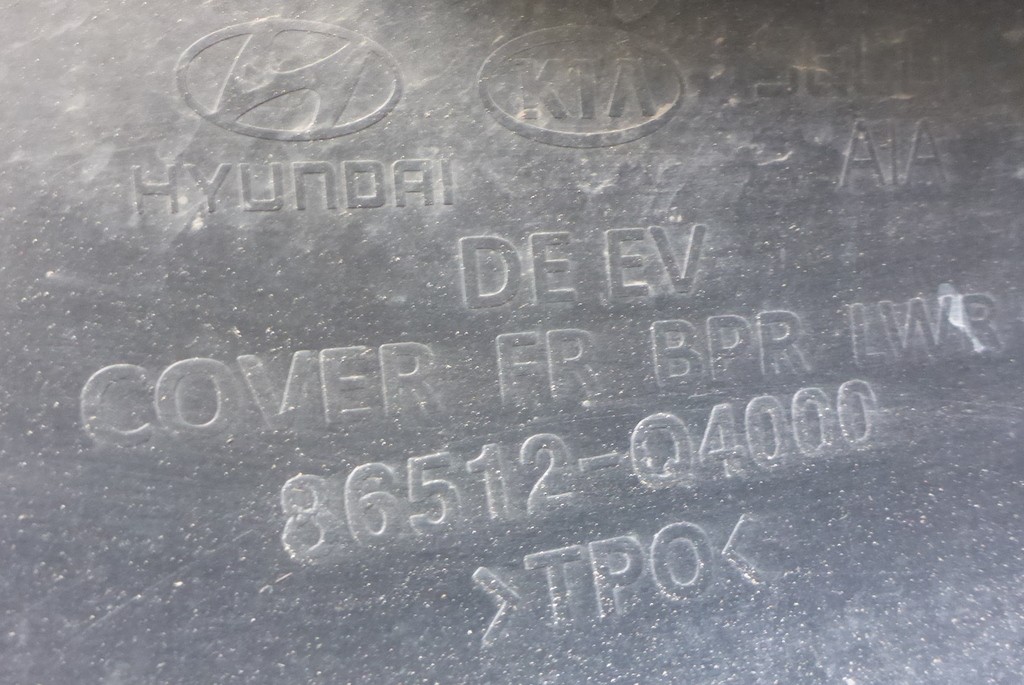 KIA
HYUNDAI
AIA
DE EV
COVER FR BPR LWR
86512-Q4000
>TPO<